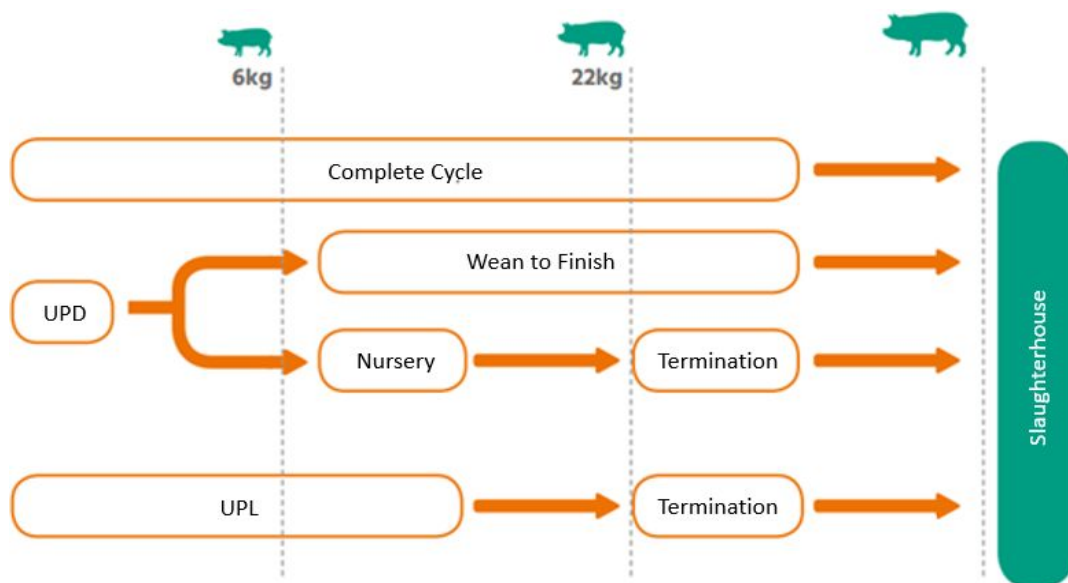 6kg
22kg
Complete Cycle
Wean to Finish
UPD
Nursery
Termination
UPL
Termination
Slaughterhouse